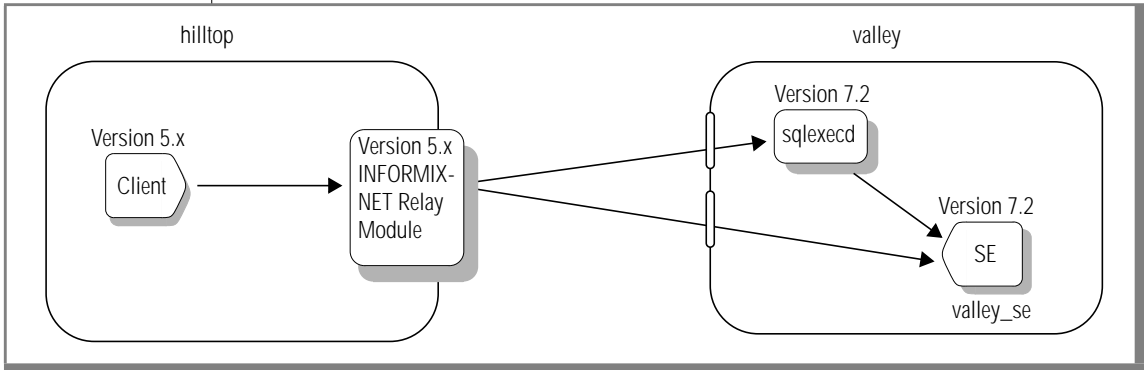 hilltop
valley
Version 5.x
Client
Version 5.x
INFORMIX-
NET Relay
Module
Version 7.2
sqlexecd
Version 7.2
SE
valley_se